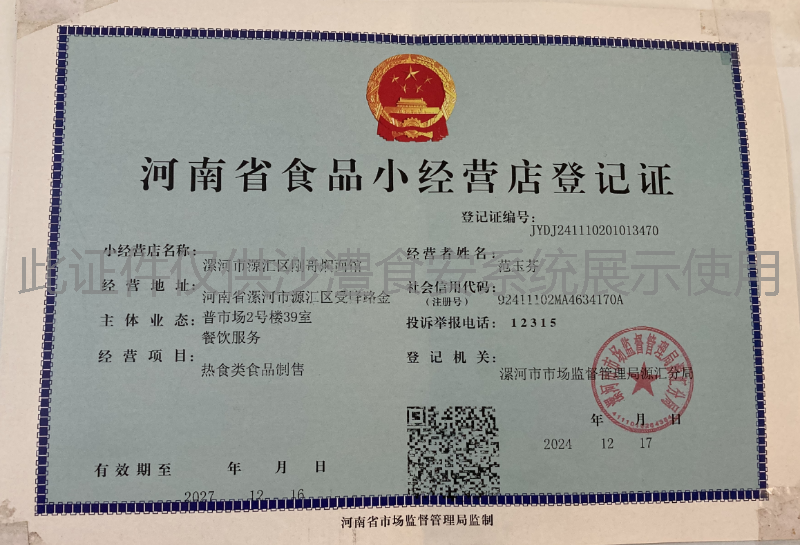 河南省食品小经营店登记证
登记证编号:
JYDJ241110201013470
小经营店名称:
漯河市源汇区刚哥焖面馆
经营者姓名:
范玉芬
此证件仅供沙澧食安系统展示使用
经营地址:
河南省漯河市源汇区受降路金
普市场2号楼39室
社会信用代码:
(注册号)
92411102MA4634170A
主体业态:
餐饮服务
投诉举报电话: 12315
经营项目:
热食类食品制售
登记机关:
漯河市市场监督管理局源汇分局
年 月 日
2024 12 17
有效期至 年 月 日
2027 12 16
河南省市场监督管理局监制